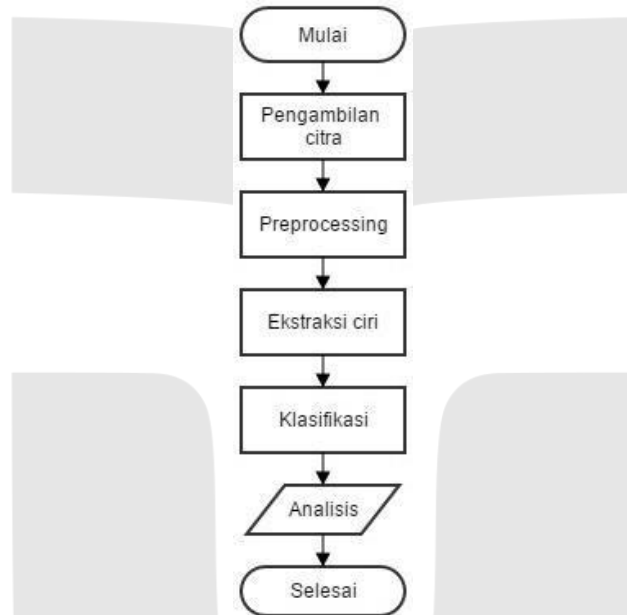 Mulai
Pengambilan
citra
Preprocessing
Ekstraksi ciri
Klasifikasi
Analisis
Selesai